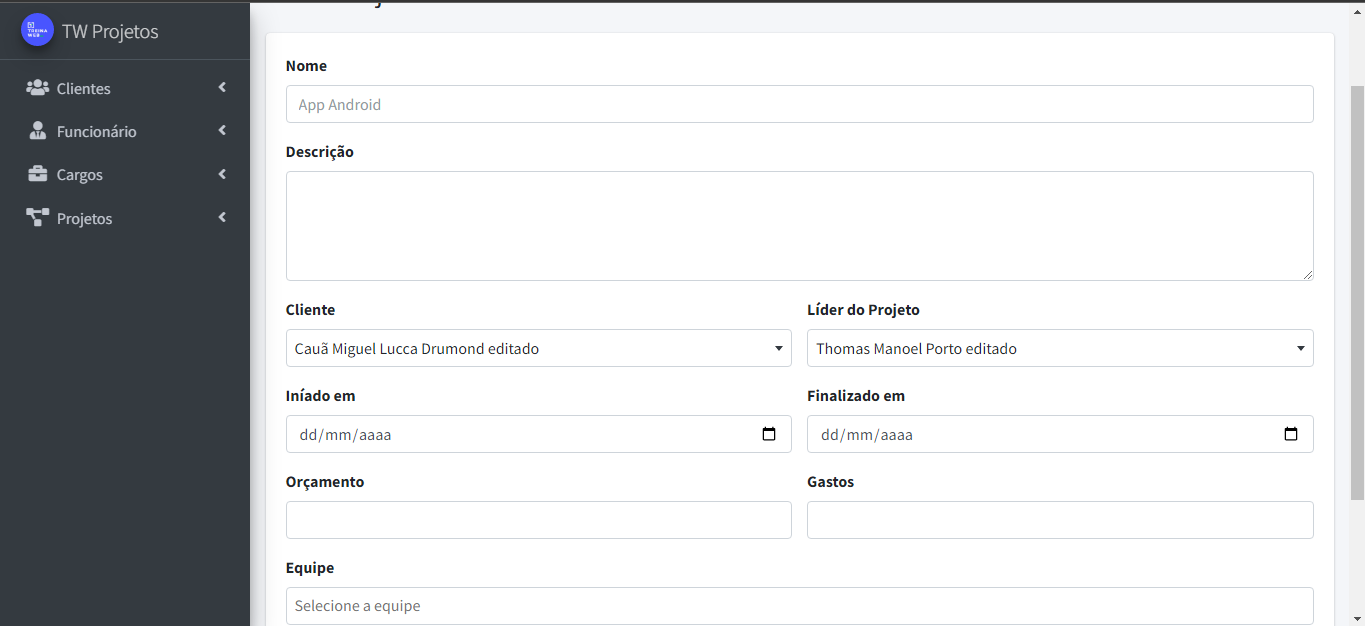 TREINA
WEB
TW Projetos
Clientes
Funcionário
Cargos
Projetos
Nome
App Android
Descrição
Cliente
Líder do Projeto
Cauã Miguel Lucca Drumond editado
Thomas Manoel Porto editado
Iníado em
Finalizado em
dd/mm/aaaa
dd/mm/aaaa
Orçamento
Gastos
Equipe
Selecione a equipe